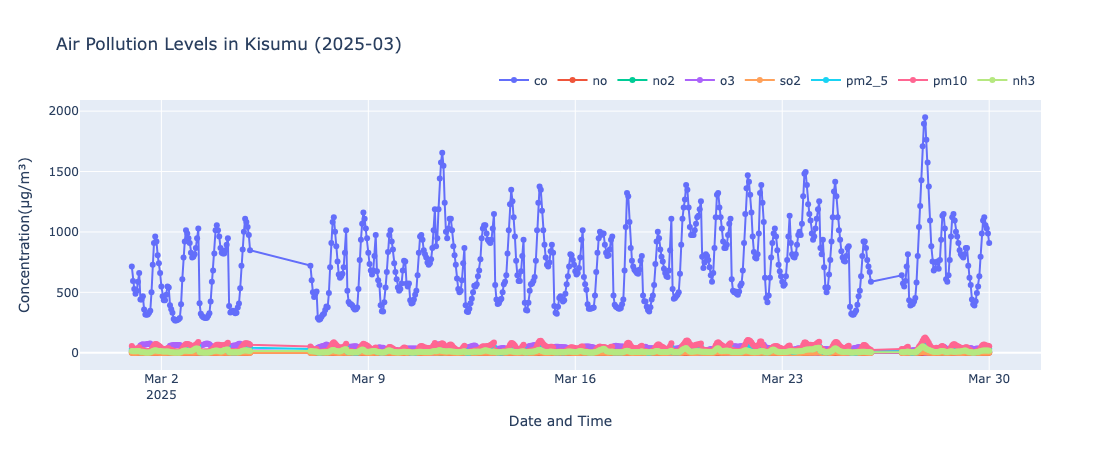 Air Pollution Levels in Kisumu (2025-03)
co no no2 o3 so2 pm2_5 pm10 nh3
Concentration(µg/m³)
2000
1500
1000
500
0
Mar 2 Mar 9 Mar 16 Mar 23 Mar 30
2025
Date and Time